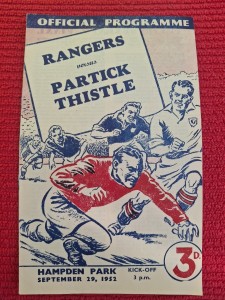 OFFICIAL PROGRAMME
RANGERS
versus
PARTICK
THISTLE
3D.
HAMPDEN PARK
SEPTEMBER 29, 1952
KICK-OFF
3 p.m.